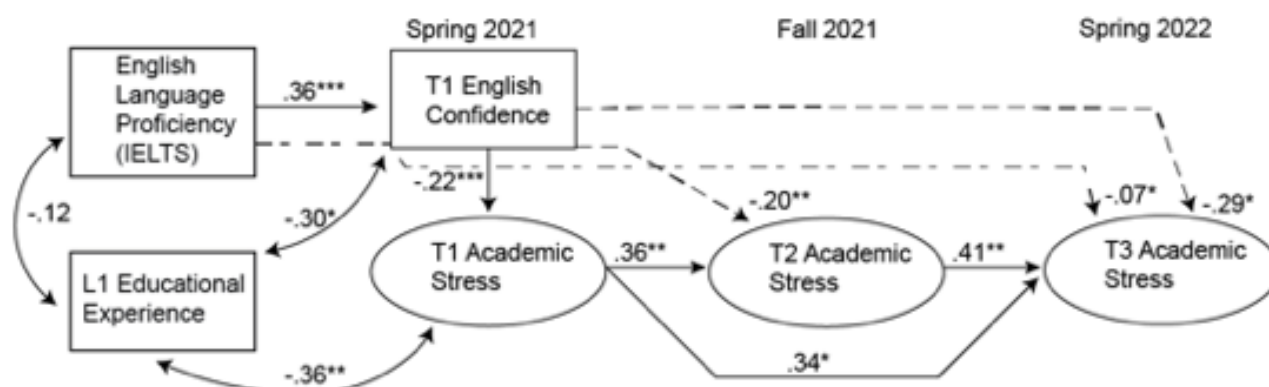 Spring 2021
Fall 2021
Spring 2022
English
Language
Proficiency
(IELTS)
.36***
T1 English
Confidence
-.12
-.30*
-.22***
-.20**
-.07*
-.29*
L1 Educational
Experience
T1 Academic
Stress
.36**
T2 Academic
Stress
.41**
T3 Academic
Stress
-.36**
.34*